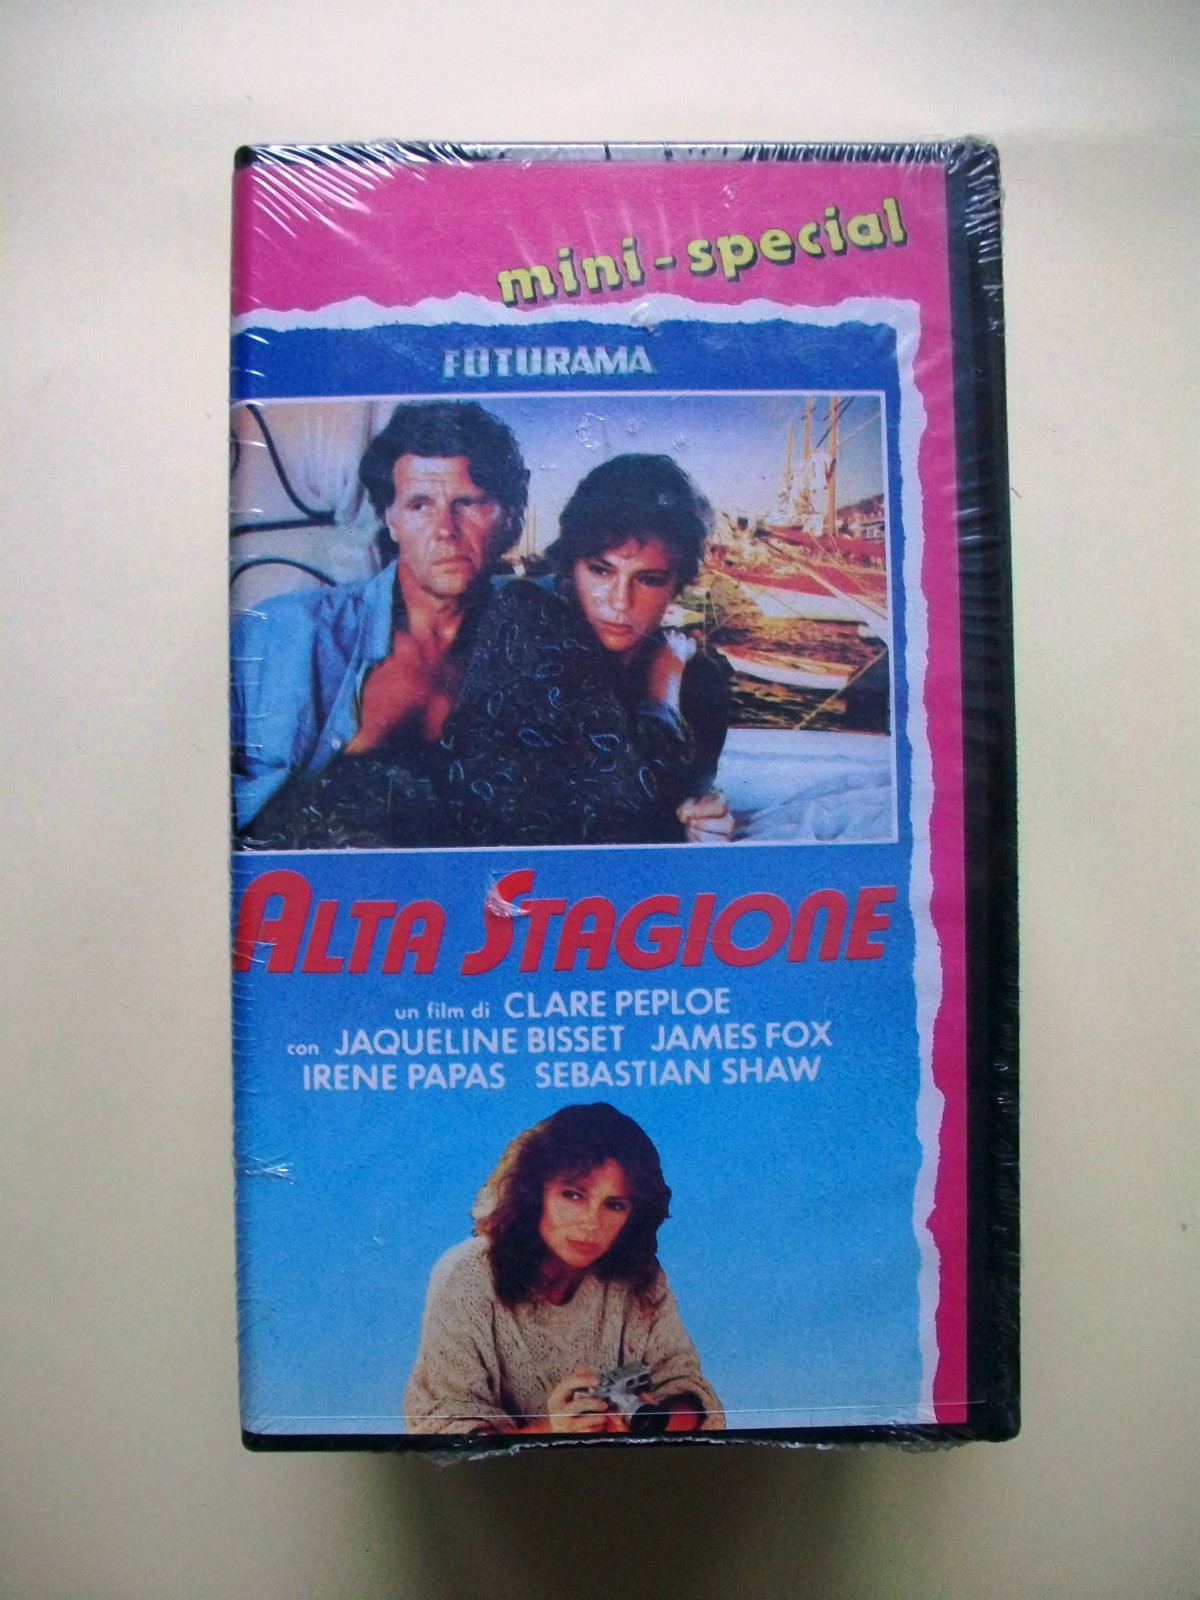 mini-special
FUTURAMA
ALTA STAGIONE
un film di CLARE PEPLOE
con JAQUELINE BISSET JAMES FOX
IRENE PAPAS SEBASTIAN SHAW